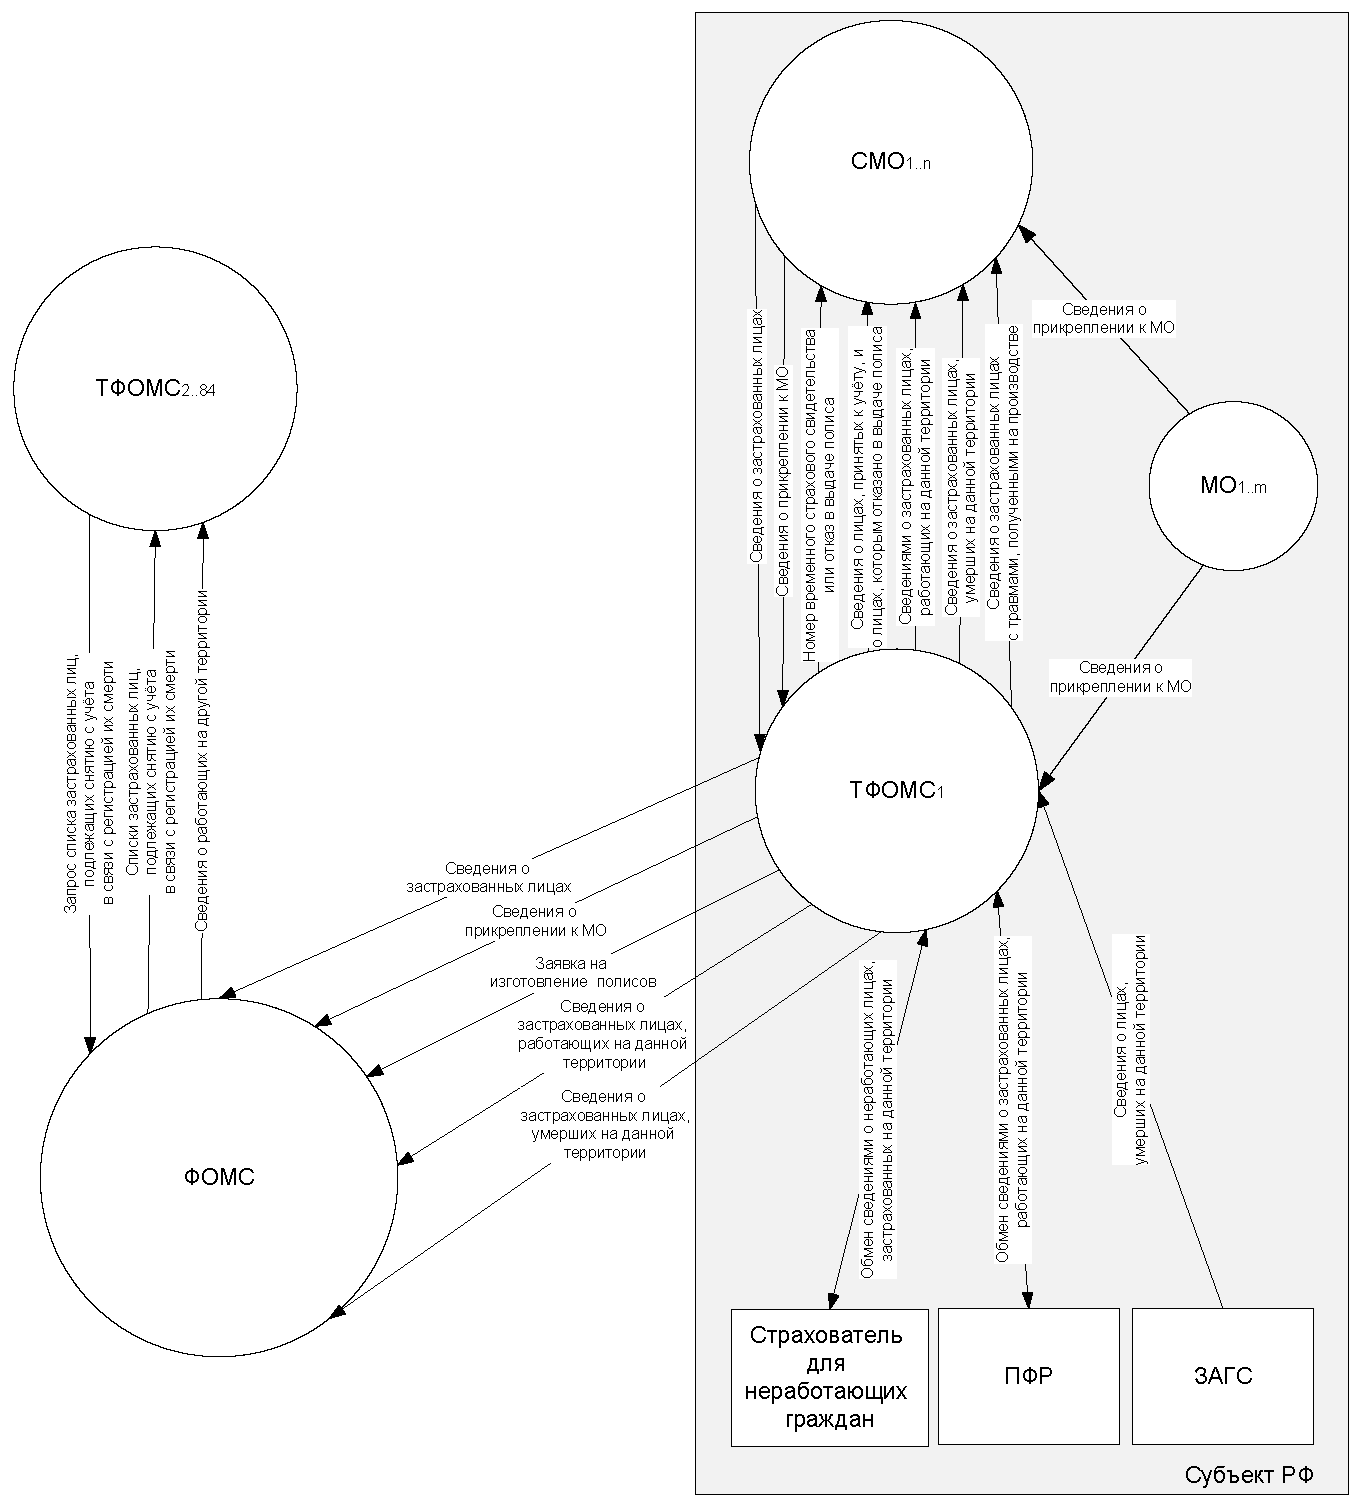 СМО1..n
ТФОМС2..84
МО1..m
ТФОМС1
ФОМС
Сведения о застрахованных лицах
Сведения о прикреплении к МО
Номер временного страхового свидетельства
или отказ в выдаче полиса
Сведения о лицах, принятых к учёту, и
о лицах, которым отказано в выдаче полиса
Сведениями о застрахованных лицах,
работающих на данной территории
Сведения о застрахованных лицах,
умерших на данной территории
Сведения о застрахованных лицах
с травмами, полученными на производстве
Сведения о
прикреплении к МО
Сведения о
прикреплении к МО
Запрос списка застрахованных лиц,
подлежащих снятию с учёта
в связи с регистрацией их смерти
Списки застрахованных лиц,
подлежащих снятию с учёта
в связи с регистрацией их смерти
Сведения о работающих на другой территории
Сведения о
застрахованных лицах
Сведения о
прикреплении к МО
Заявка на
изготовление полисов
Сведения о
застрахованных лицах,
работающих на данной
территории
Сведения о
застрахованных лицах,
умерших на данной
территории
Обмен сведениями о неработающих лицах,
застрахованных на данной территории
Обмен сведениями о застрахованных лицах,
работающих на данной территории
Сведения о лицах,
умерших на данной территории
Страхователь
для
неработающих
граждан
ПФР
ЗАГС
Субъект РФ